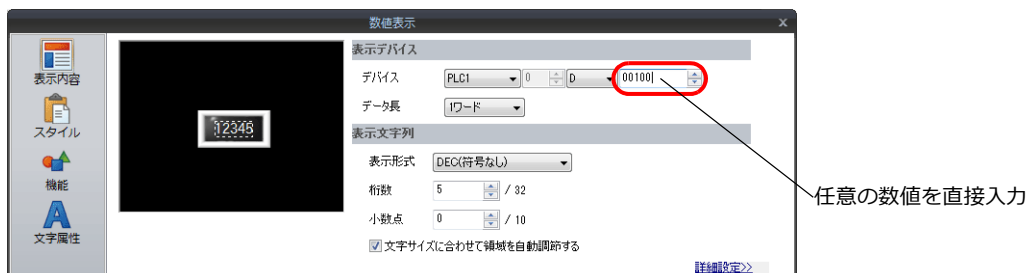 数値表示
x
表示内容
スタイル
機能
文字属性
12345
表示デバイス
デバイス PLC1 0 D 00100
データ長 1ワード
表示文字列
表示形式 DEC(符号なし)
桁数 5 / 32
小数点 0 / 10
文字サイズに合わせて領域を自動調節する
詳細設定>>
任意の数値を直接入力